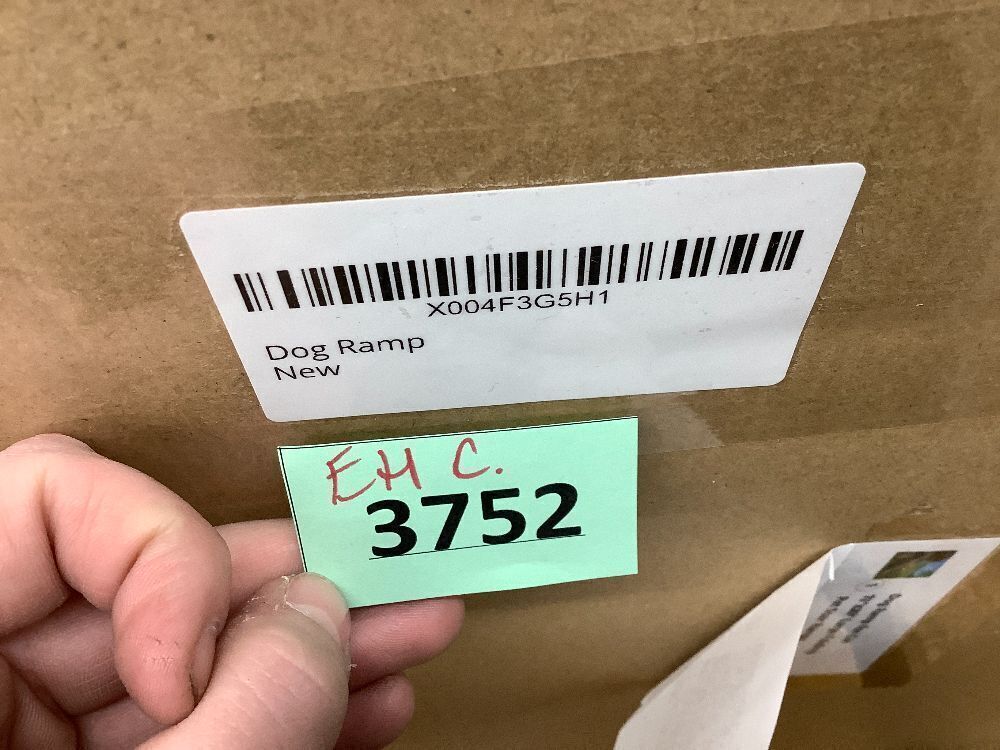 X004F3G5H1
Dog Ramp
New
EH C.
3752